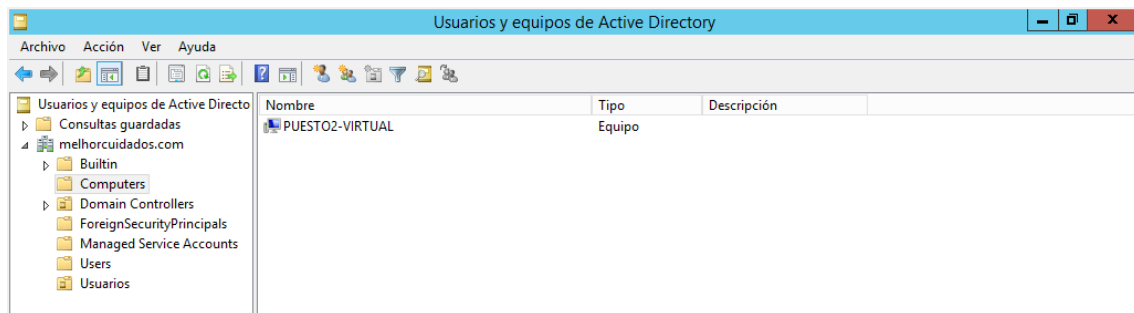 Usuarios y equipos de Active Directory
Archivo Acción Ver Ayuda
Usuarios y equipos de Active Directo
Consultas guardadas
melhorcuidados.com
Builtin
Computers
Domain Controllers
ForeignSecurityPrincipals
Managed Service Accounts
Users
Usuarios
Nombre Tipo Descripción
PUESTO2-VIRTUAL Equipo